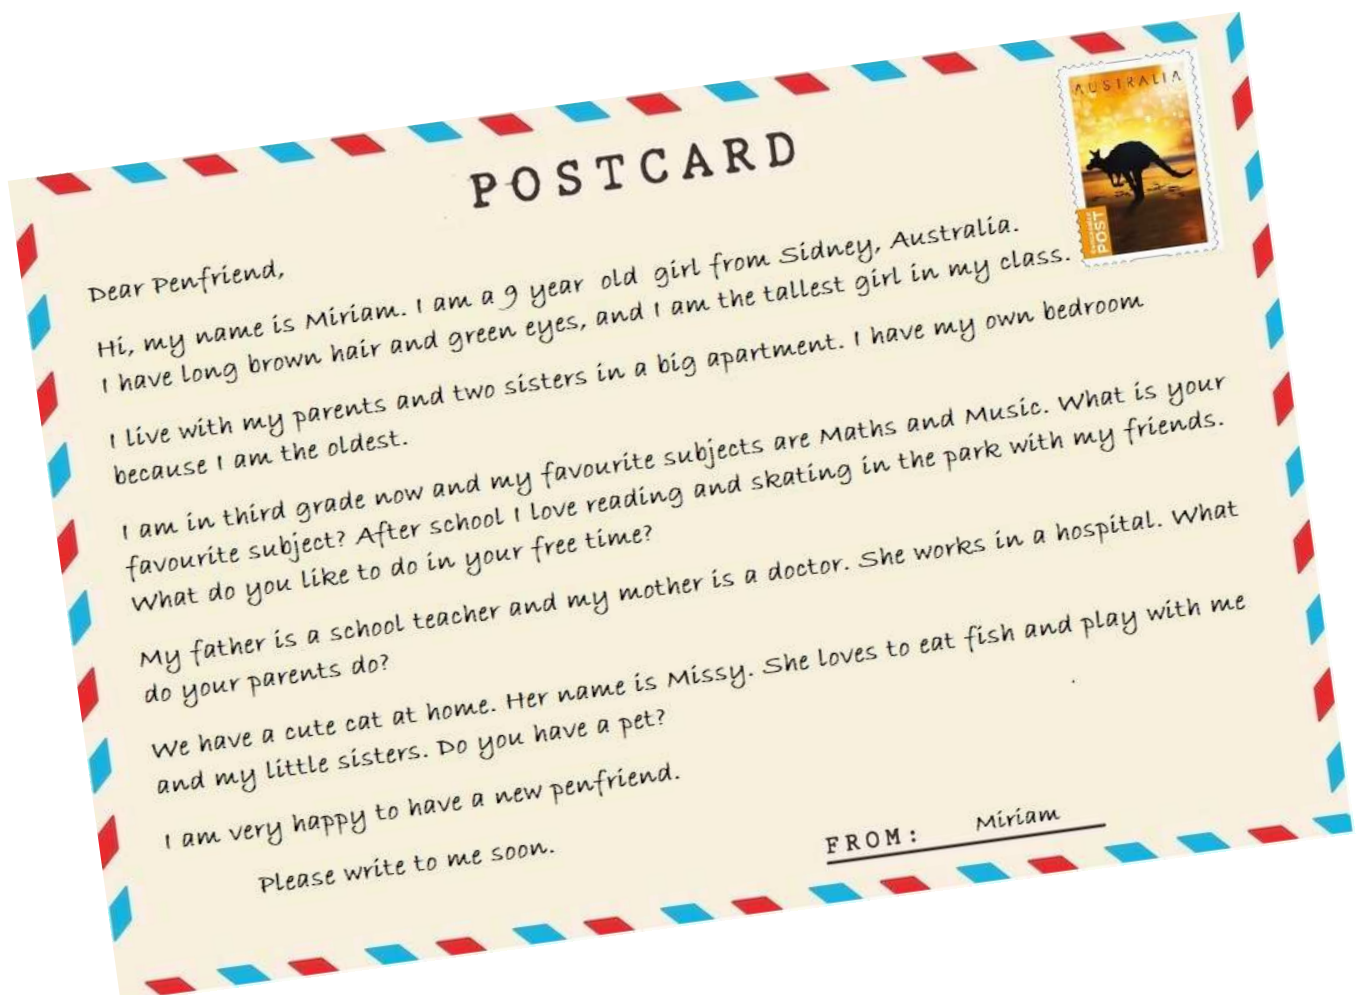 AUSTRALIA
POST
POSTCARD
Dear Penfriend,
Hi, my name is Miriam. I am a 9 year old girl from Sidney, Australia.
I have long brown hair and green eyes, and I am the tallest girl in my class.
I live with my parents and two sisters in a big apartment. I have my own bedroom
because I am the oldest.
I am in third grade now and my favourite subjects are Maths and Music. What is your
favourite subject? After school I love reading and skating in the park with my friends.
What do you like to do in your free time?
My father is a school teacher and my mother is a doctor. She works in a hospital. What
do your parents do?
We have a cute cat at home. Her name is Missy. She loves to eat fish and play with me
and my little sisters. Do you have a pet?
I am very happy to have a new penfriend.
Please write to me soon.
FROM: Miriam